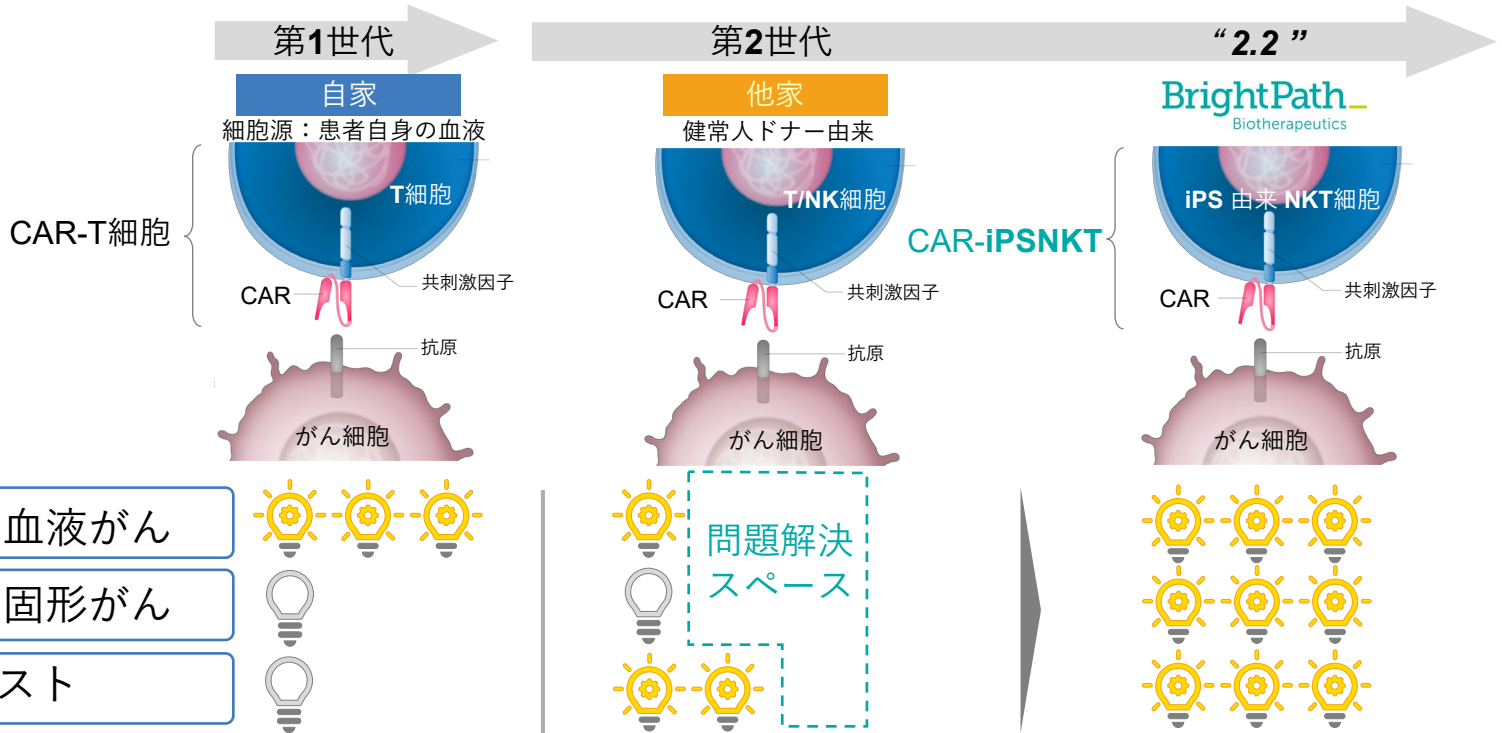 第1世代
第2世代
“2.2 ”
自家
細胞源：患者自身の血液
他家
健常人ドナー由来
BrightPath
Biotherapeutics
CAR-T細胞
T細胞
共刺激因子
CAR
抗原
がん細胞
T/NK細胞
共刺激因子
CAR
抗原
がん細胞
CAR-iPSNKT
iPS 由来 NKT細胞
共刺激因子
CAR
抗原
がん細胞
血液がん
固形がん
スト
問題解決
スペース